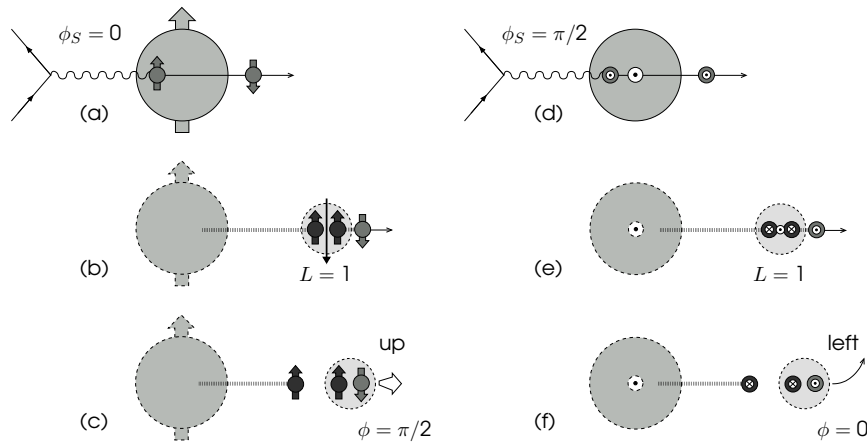 ϕ_S = 0
ϕ_S = π/2
(a)
(d)
(b)
L = 1
(e)
L = 1
up
left
(c)
ϕ = π/2
(f)
ϕ = 0